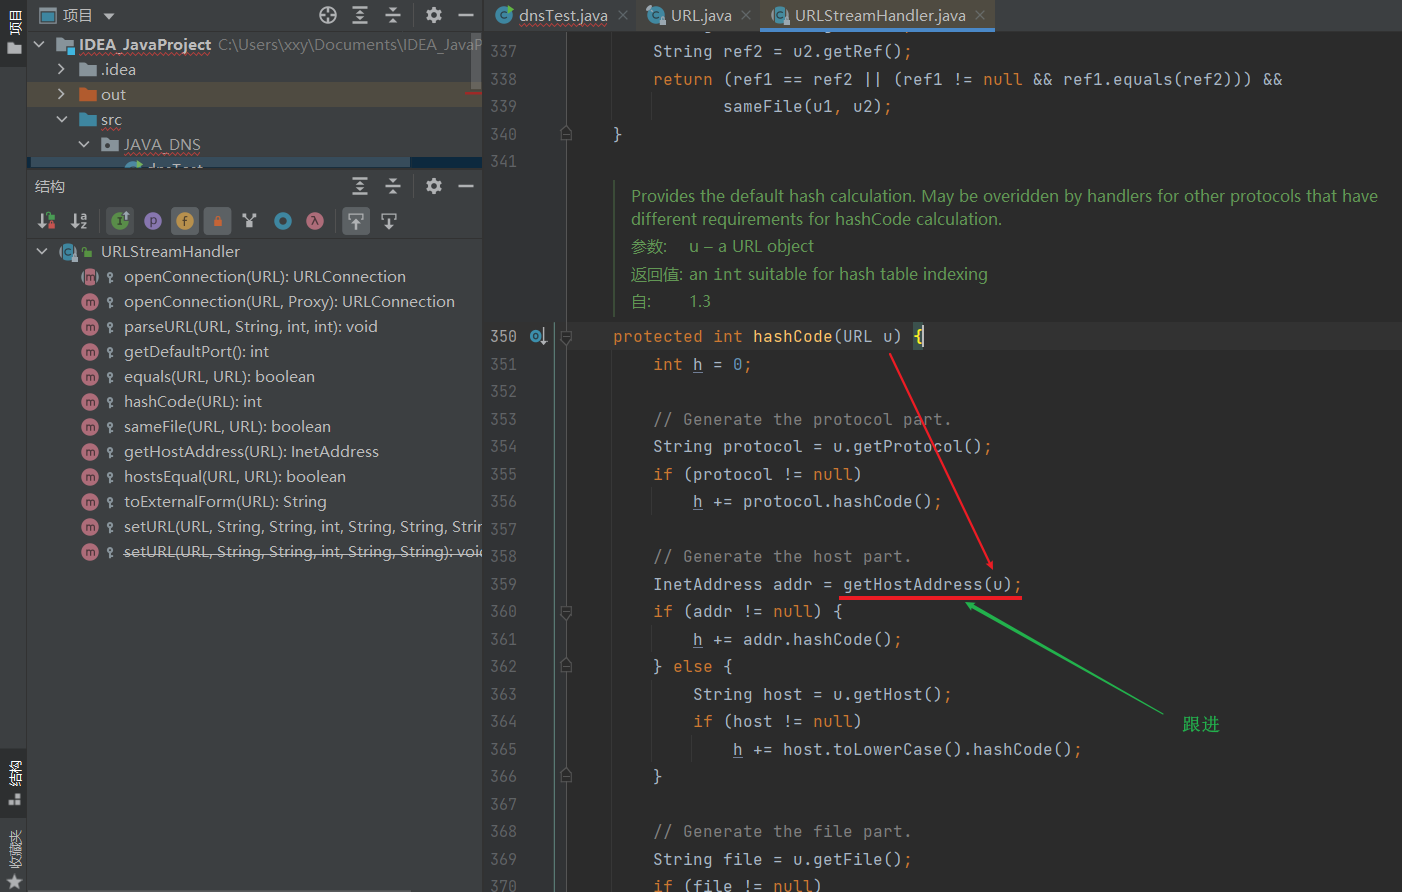 项目
dnsTest.java
URL.java
URLStreamHandler.java
项目
IDEA_JavaProject C:\Users\xxy\Documents\IDEA_JavaP
.idea
out
src
JAVA_DNS
dnsTest
结构
URLStreamHandler
openConnection(URL): URLConnection
openConnection(URL, Proxy): URLConnection
parseURL(URL, String, int, int): void
getDefaultPort(): int
equals(URL, URL): boolean
hashCode(URL): int
sameFile(URL, URL): boolean
getHostAddress(URL): InetAddress
hostsEqual(URL, URL): boolean
toExternalForm(URL): String
setURL(URL, String, String, int, String, String, Strin
setURL(URL, String, String, int, String, String): void
结构
收藏夹
337 String ref2 = u2.getRef();
338 return (ref1 == ref2 || (ref1 != null && ref1.equals(ref2))) &&
339 sameFile(u1, u2);
340 }
341
Provides the default hash calculation. May be overidden by handlers for other protocols that have
different requirements for hashCode calculation.
参数: u – a URL object
返回值: an int suitable for hash table indexing
自: 1.3
350 protected int hashCode(URL u) {
351 int h = 0;
352
353 // Generate the protocol part.
354 String protocol = u.getProtocol();
355 if (protocol != null)
356 h += protocol.hashCode();
357
358 // Generate the host part.
359 InetAddress addr = getHostAddress(u);
360 if (addr != null) {
361 h += addr.hashCode();
362 } else {
363 String host = u.getHost();
364 if (host != null)
跟进
365 h += host.toLowerCase().hashCode();
366 }
367
368 // Generate the file part.
369 String file = u.getFile();
370 if (file != null)